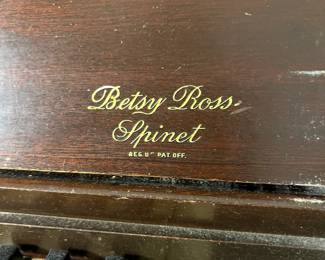 Betsy Ross
Spinet
REG. U.S. PAT. OFF.